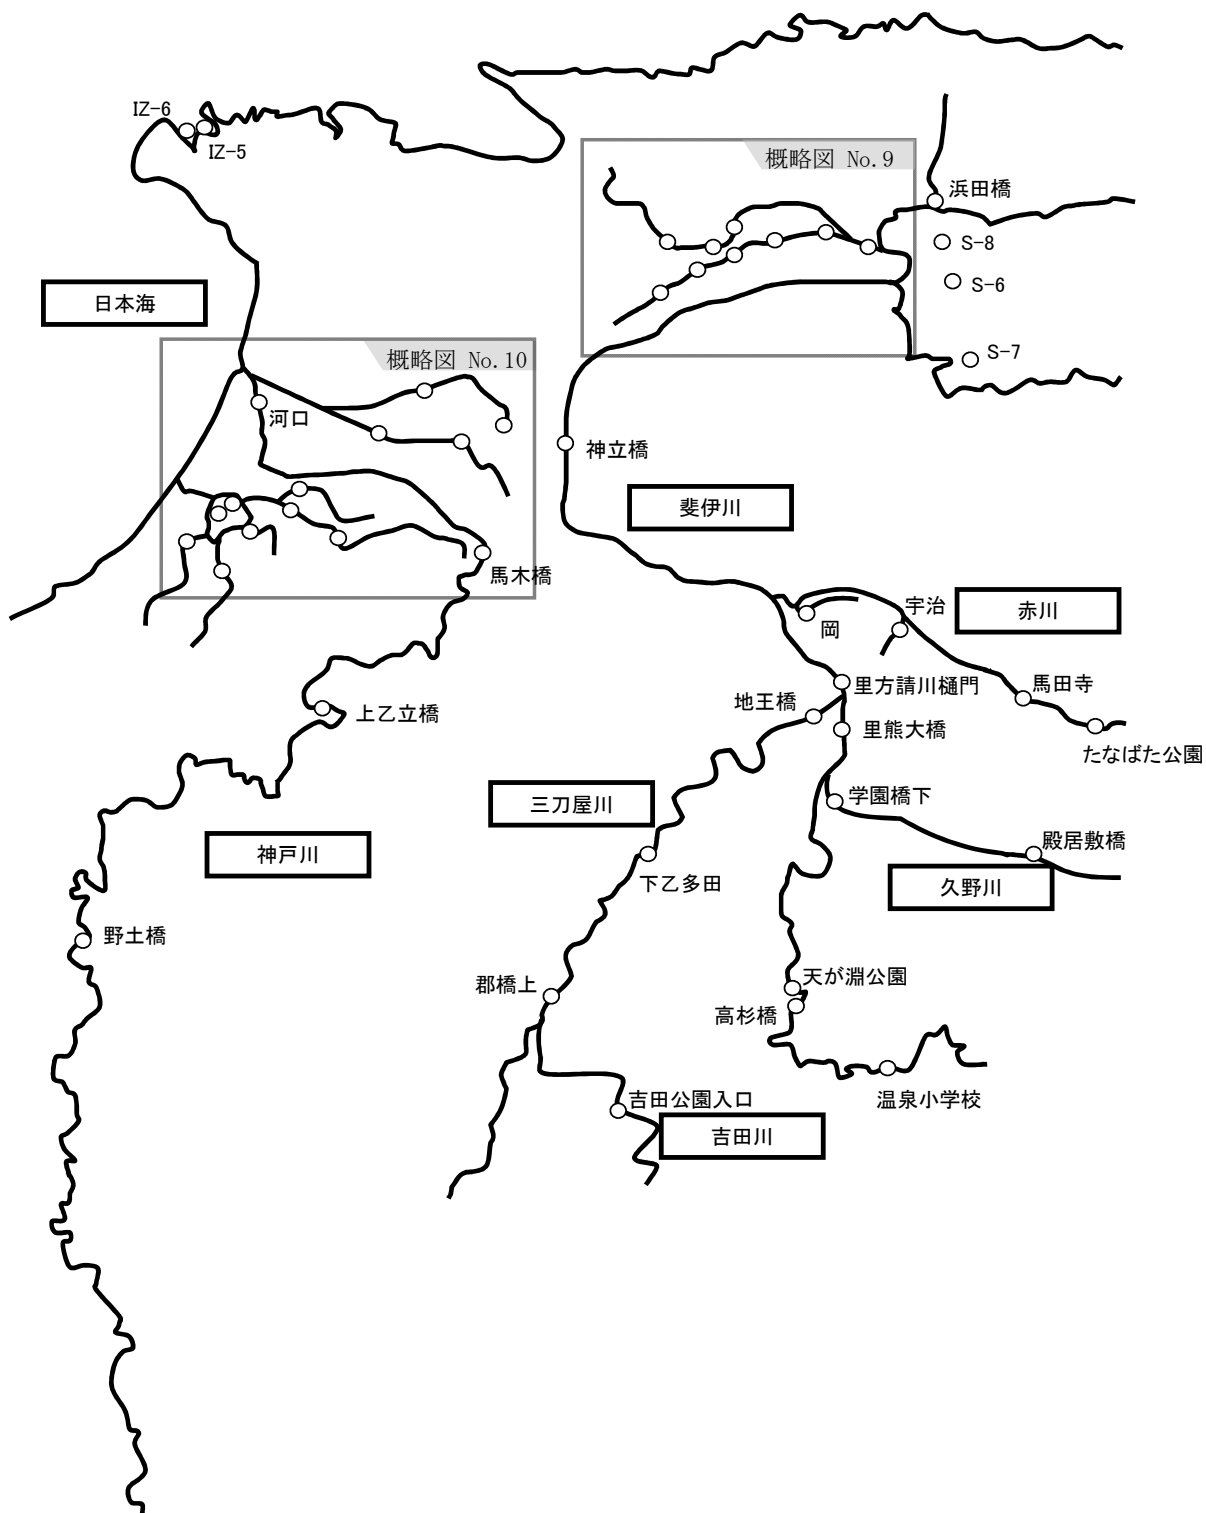 IZ-6
IZ-5
概略図 No.9
浜田橋
S-8
S-6
S-7
日本海
概略図 No.10
河口
神立橋
斐伊川
馬木橋
宇治
赤川
岡
里方請川樋門
馬田寺
地王橋
上乙立橋
里熊大橋
たなばた公園
学園橋下
三刀屋川
殿居敷橋
神戸川
下乙多田
久野川
野土橋
天が淵公園
郡橋上
高杉橋
吉田公園入口
温泉小学校
吉田川